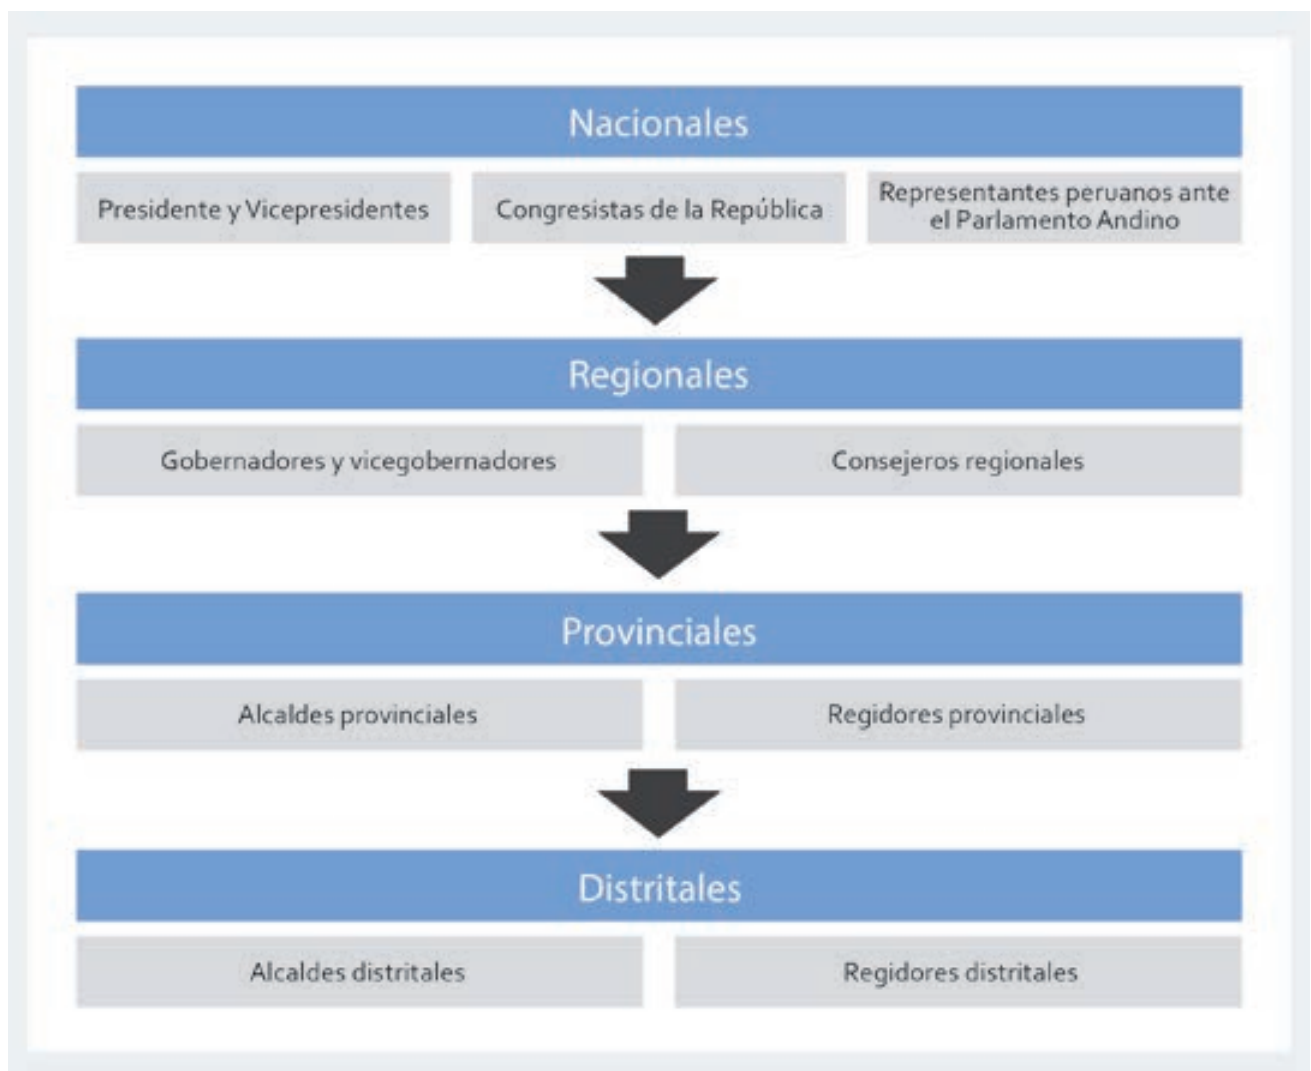 Nacionales
Presidente y Vicepresidentes
Congresistas de la República
Representantes peruanos ante
el Parlamento Andino
Regionales
Gobernadores y vicegobernadores
Consejeros regionales
Provinciales
Alcaldes provinciales
Regidores provinciales
Distritales
Alcaldes distritales
Regidores distritales